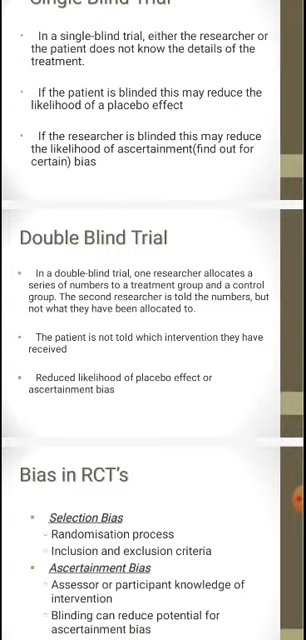 Single Blind Trial
In a single-blind trial, either the researcher or
the patient does not know the details of the
treatment.
If the patient is blinded this may reduce the
likelihood of a placebo effect
If the researcher is blinded this may reduce
the likelihood of ascertainment(find out for
certain) bias
Double Blind Trial
In a double-blind trial, one researcher allocates a
series of numbers to a treatment group and a control
group. The second researcher is told the numbers, but
not what they have been allocated to.
The patient is not told which intervention they have
received
Reduced likelihood of placebo effect or
ascertainment bias
Bias in RCT's
Selection Bias
Randomisation process
Inclusion and exclusion criteria
Ascertainment Bias
Assessor or participant knowledge of
intervention
Blinding can reduce potential for
ascertainment bias